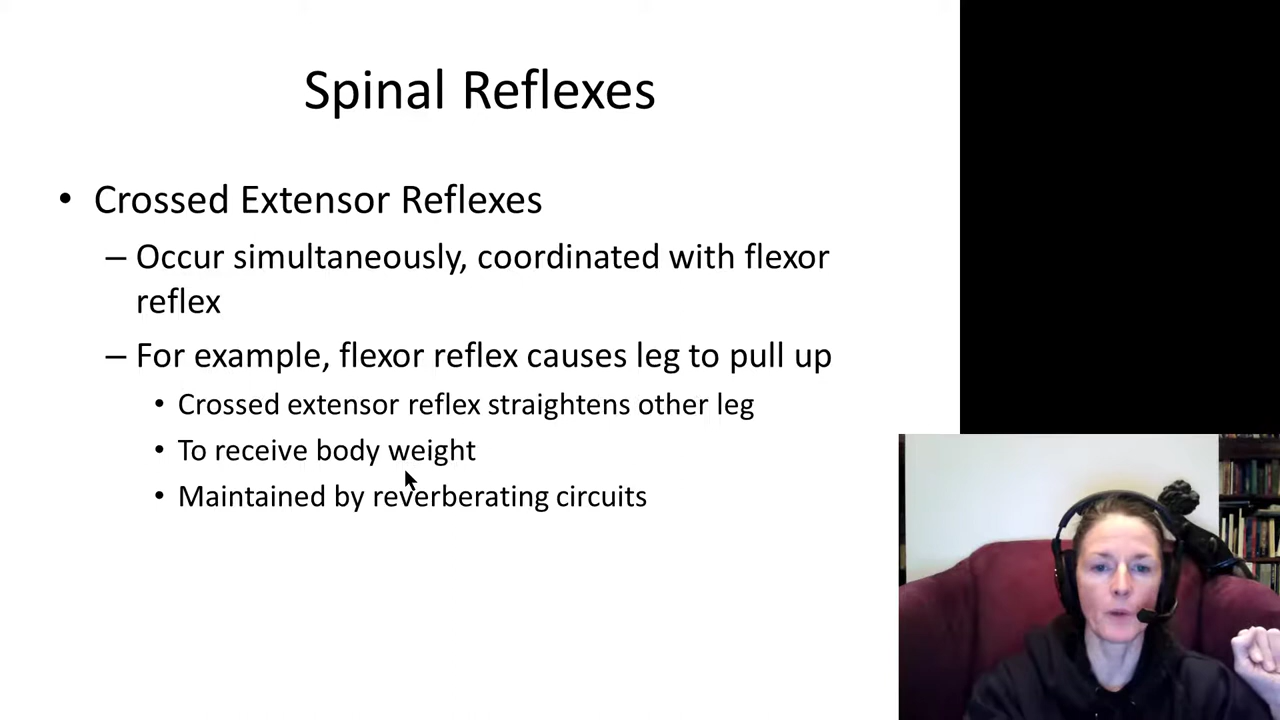 Spinal Reflexes
• Crossed Extensor Reflexes
– Occur simultaneously, coordinated with flexor
reflex
– For example, flexor reflex causes leg to pull up
• Crossed extensor reflex straightens other leg
• To receive body weight
• Maintained by reverberating circuits